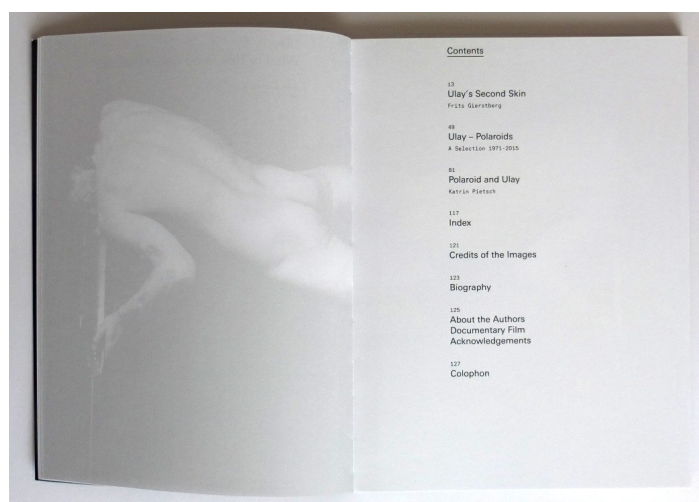 Contents
13
Ulay's Second Skin
Frits Gierstberg
49
Ulay – Polaroids
A Selection 1971-2015
91
Polaroid and Ulay
Katrin Pietsch
117
Index
121
Credits of the Images
123
Biography
125
About the Authors
Documentary Film
Acknowledgements
127
Colophon